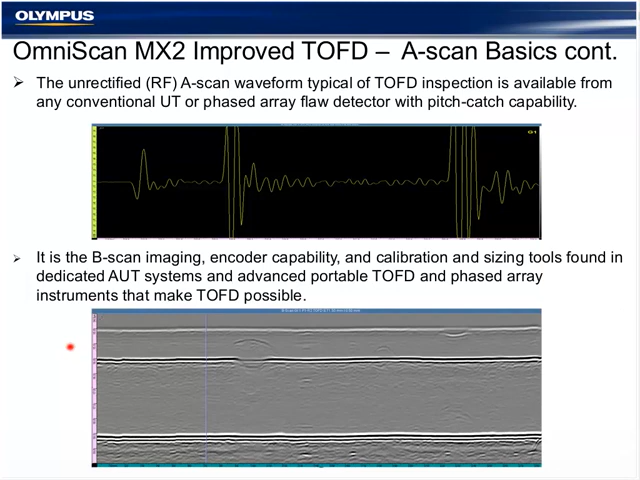 OLYMPUS
OmniScan MX2 Improved TOFD – A-scan Basics cont.
➢ The unrectified (RF) A-scan waveform typical of TOFD inspection is available from
any conventional UT or phased array flaw detector with pitch-catch capability.
➢ It is the B-scan imaging, encoder capability, and calibration and sizing tools found in
dedicated AUT systems and advanced portable TOFD and phased array
instruments that make TOFD possible.